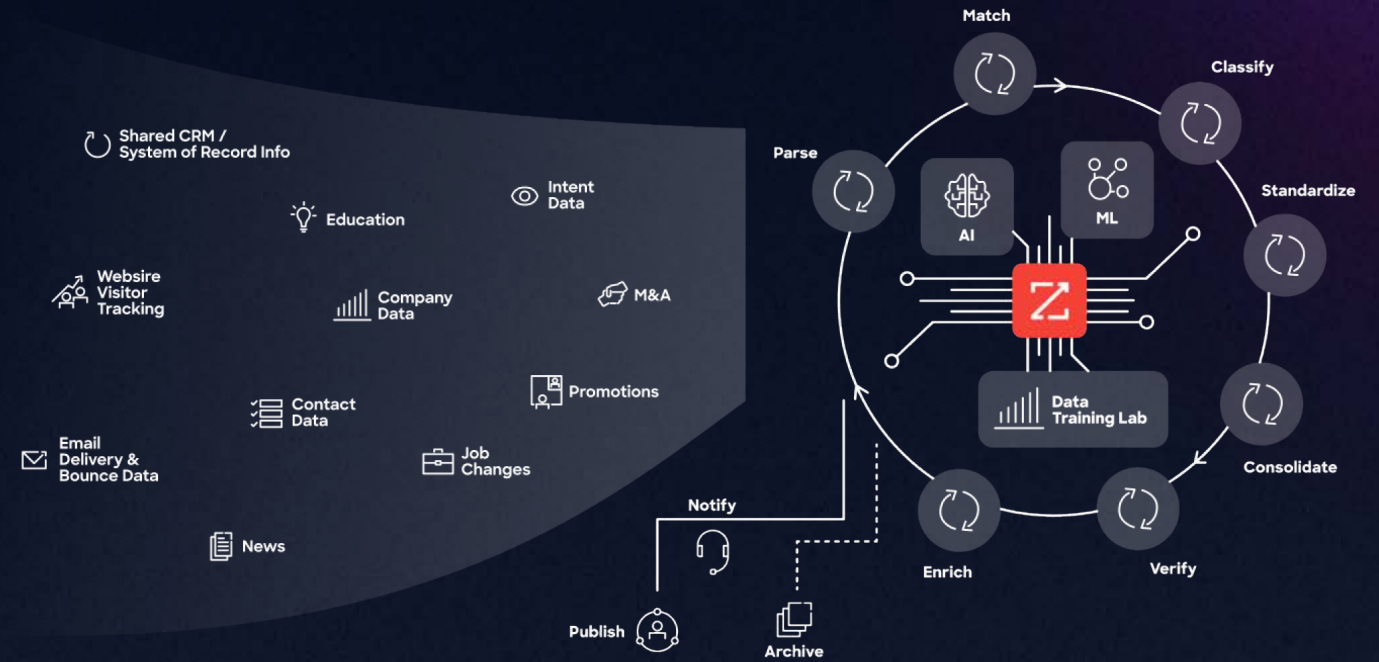 Match
Classify
Shared CRM /
System of Record Info
Parse
Intent
Data
Standardize
Education
AI
ML
Websire
Visitor
Tracking
Company
Data
M&A
Promotions
Contact
Data
Data
Training Lab
Email
Delivery &
Bounce Data
Job
Changes
Consolidate
Notify
News
Enrich
Verify
Publish
Archive